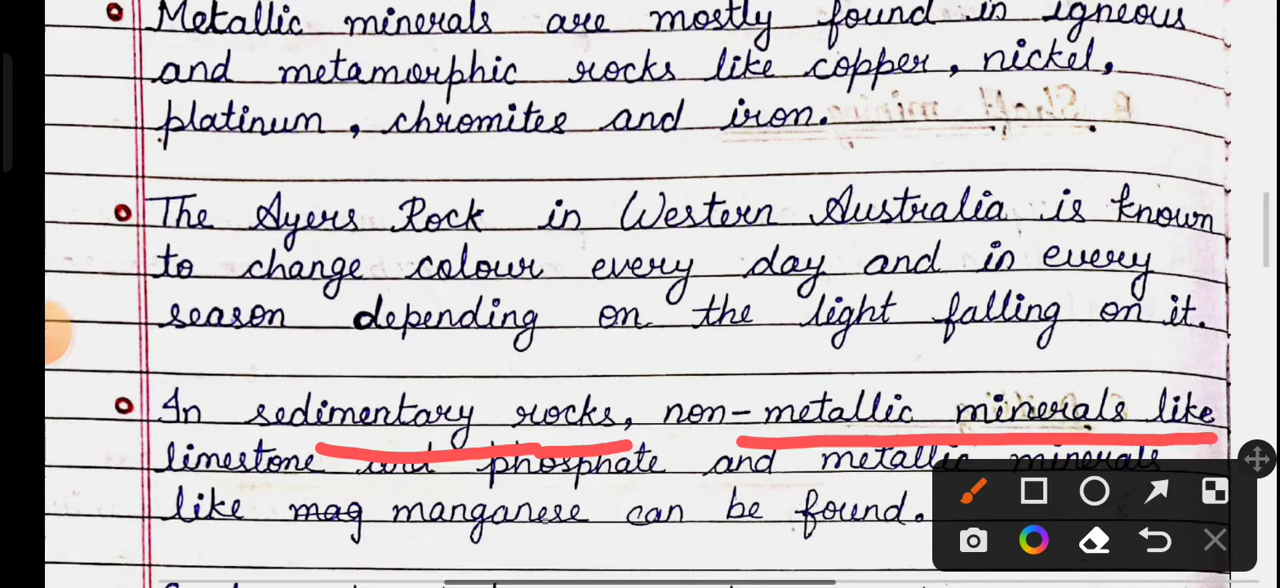 Metallic minerals are mostly found in igneous
and metamorphic rocks like copper, nickel,
platinum, chromites and iron.
The Ayers Rock in Western Australia is known
to change colour every day and in every
season depending on the light falling on it.
In sedimentary rocks, non-metallic minerals like
limestone and phosphate and metallic minerals
like mag manganese can be found.